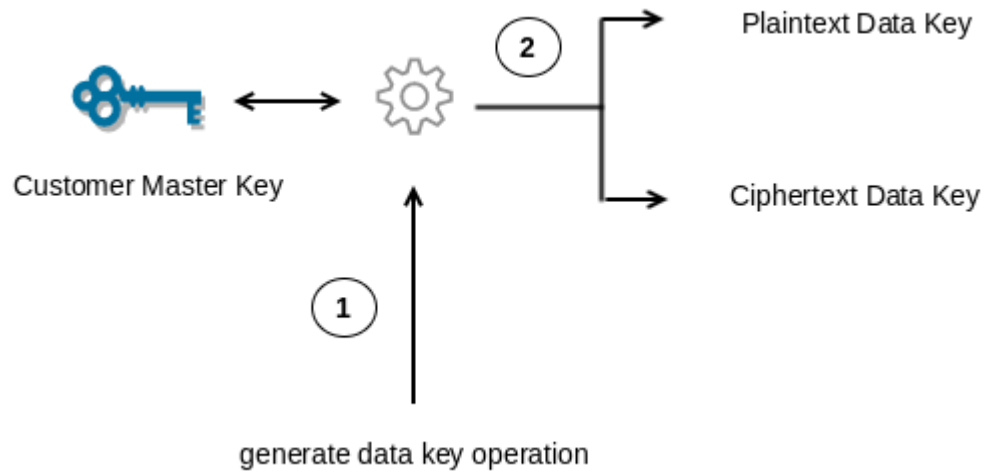 2
Plaintext Data Key
Customer Master Key
Ciphertext Data Key
1
generate data key operation